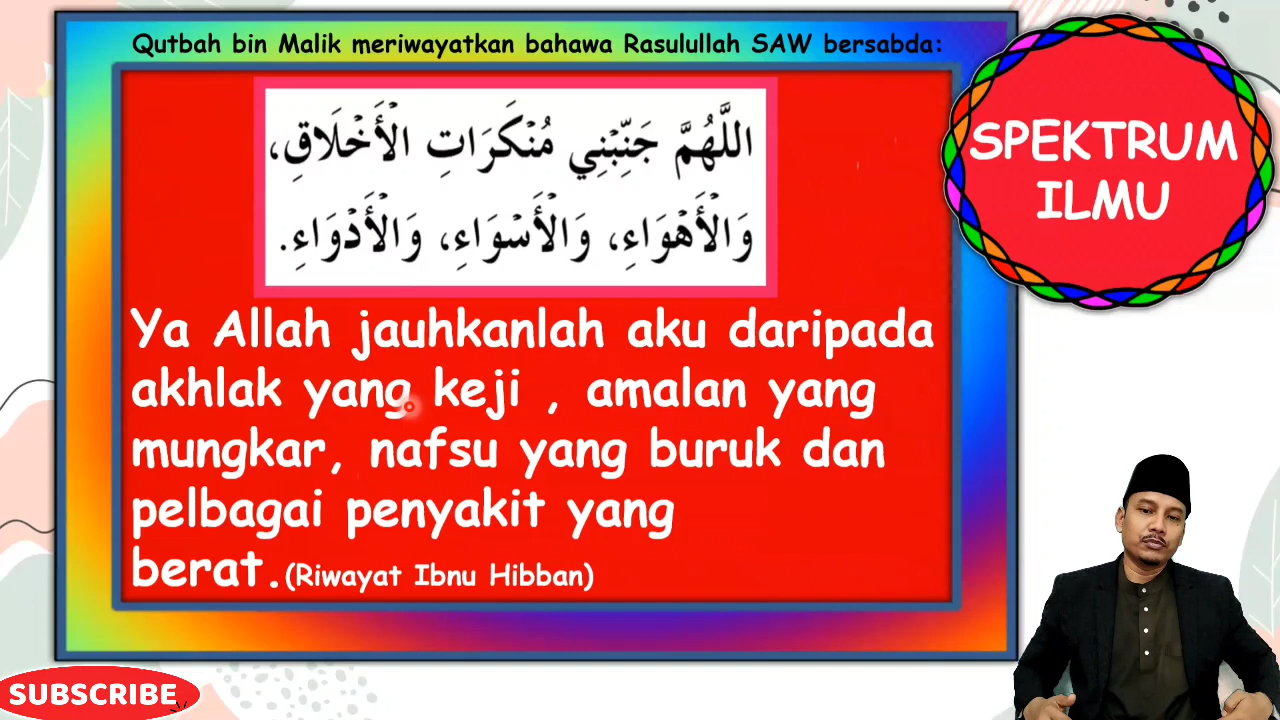 Qutbah bin Malik meriwayatkan bahawa Rasulullah SAW bersabda:
اللَّهُمَّ جَنِّبْنِي مُنْكَرَاتِ الْأَخْلَاقِ،
وَالْأَهْوَاءِ، وَالْأَسْوَاءِ، وَالْأَدْوَاءِ.
Ya Allah jauhkanlah aku daripada
akhlak yang keji , amalan yang
mungkar, nafsu yang buruk dan
pelbagai penyakit yang
berat.(Riwayat Ibnu Hibban)
SPEKTRUM
ILMU
SUBSCRIBE